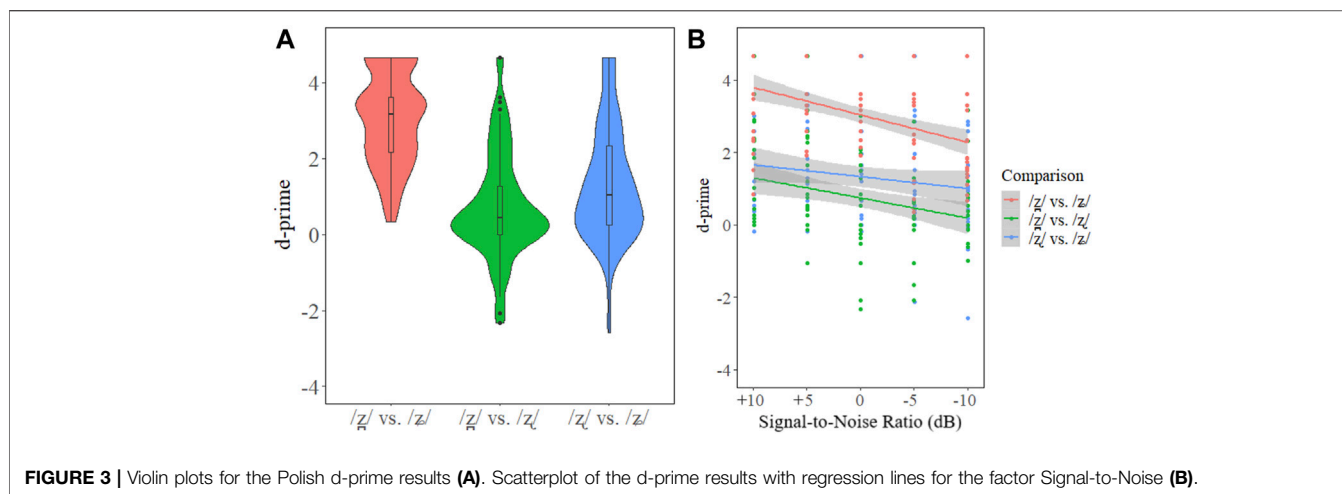 A
B
d-prime
4
2
0
-2
-4
/z̪/ vs. /ʑ/
/z̪/ vs. /ʐ/
/ʐ/ vs. /ʑ/
d-prime
4
2
0
-2
-4
+10 +5 0 -5 -10
Signal-to-Noise Ratio (dB)
Comparison
/z̪/ vs. /ʑ/
/z̪/ vs. /ʐ/
/ʐ/ vs. /ʑ/
FIGURE 3 | Violin plots for the Polish d-prime results (A). Scatterplot of the d-prime results with regression lines for the factor Signal-to-Noise (B).